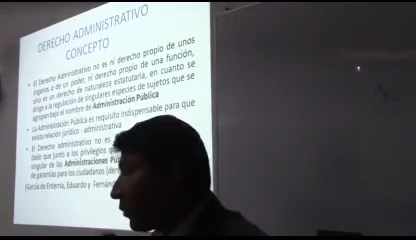 DERECHO ADMINISTRATIVO
CONCEPTO
• El Derecho Administrativo no es ni derecho propio de unos
órganos o de un poder, ni derecho propio de una función,
sino es un derecho de naturaleza estatutaria, en cuanto se
dirige a la regulación de singulares especies de sujetos que se
agrupan bajo el nombre de Administración Pública
• La Administración Pública es requisito indispensable para que
exista relación jurídico - administrativa
• El Derecho administrativo no es
dado que junto a los privilegios
singular de las Administraciones
de garantías para los ciudadanos
(García de Enterría, Eduardo y